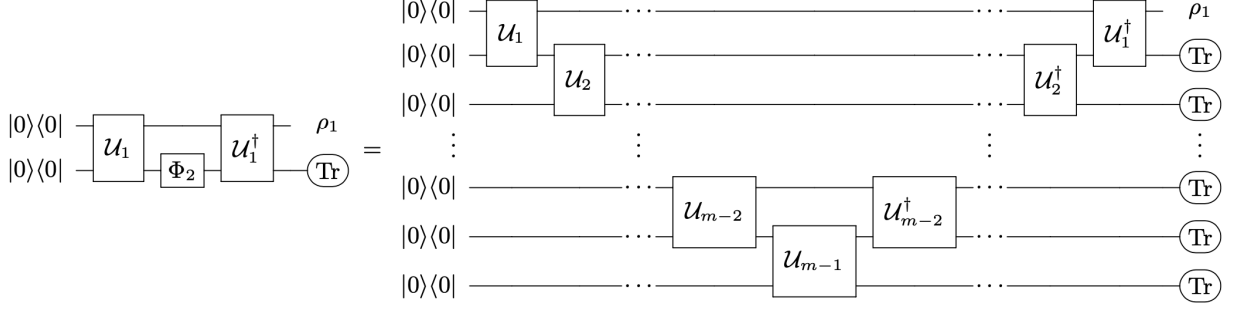 |0⟩⟨0| 𝒰₁ ··· ··· 𝒰₁† ρ₁
|0⟩⟨0| 𝒰₂ ··· ··· 𝒰₂† Tr
|0⟩⟨0| ··· ··· Tr
|0⟩⟨0| 𝒰₁ 𝒰₁† ρ₁
|0⟩⟨0| Φ₂ Tr =
⋮ ⋮ ⋮ ⋮
|0⟩⟨0| 𝒰ₘ₋₂ ··· 𝒰ₘ₋₂† ··· Tr
|0⟩⟨0| ··· 𝒰ₘ₋₁ ··· Tr
|0⟩⟨0| ··· ··· Tr